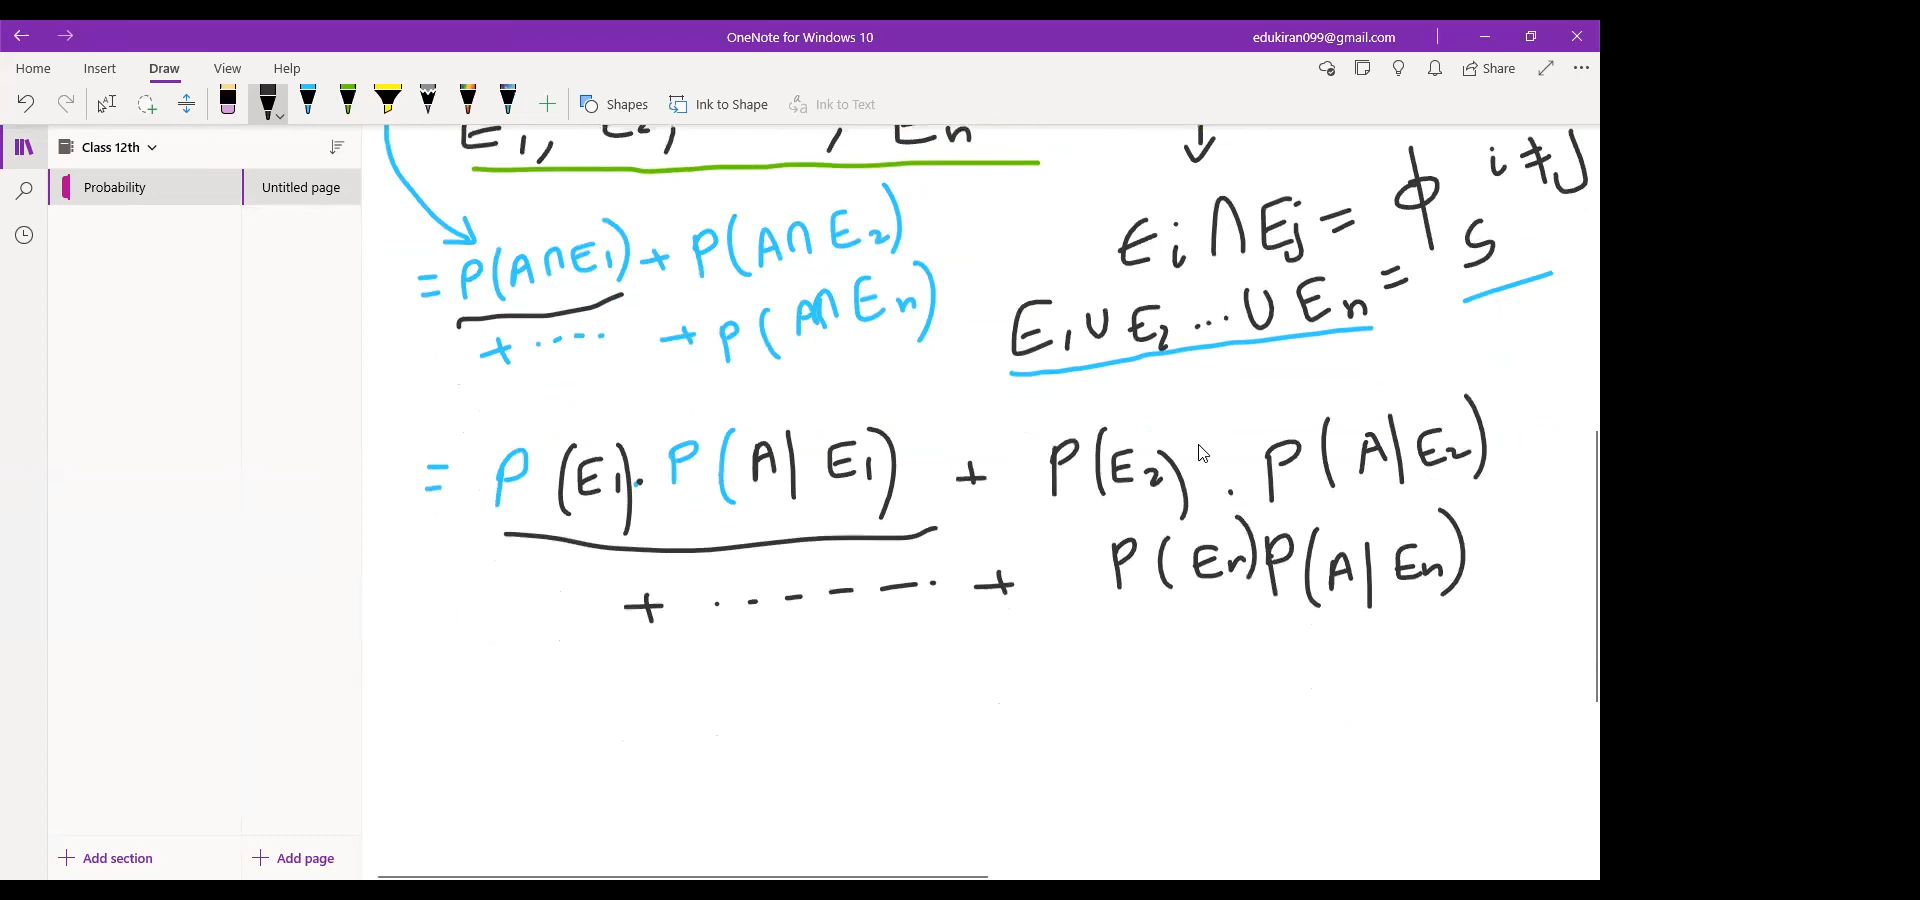 OneNote for Windows 10
edukiran099@gmail.com
Home Insert Draw View Help
Share
Shapes Ink to Shape Ink to Text
Class 12th
Probability
Untitled page
E₁, E₂, , Eₙ
Eᵢ ∩ Eⱼ = ϕ i ≠ j
= P(A∩E₁) + P(A∩E₂)
+ ..... + P(A∩Eₙ)
E₁ ∪ E₂ ... ∪ Eₙ = S
= P(E₁). P(A | E₁) + P(E₂) . P(A | E₂)
+ . - - - - . + P(Eₙ)P(A | Eₙ)
Add section
Add page